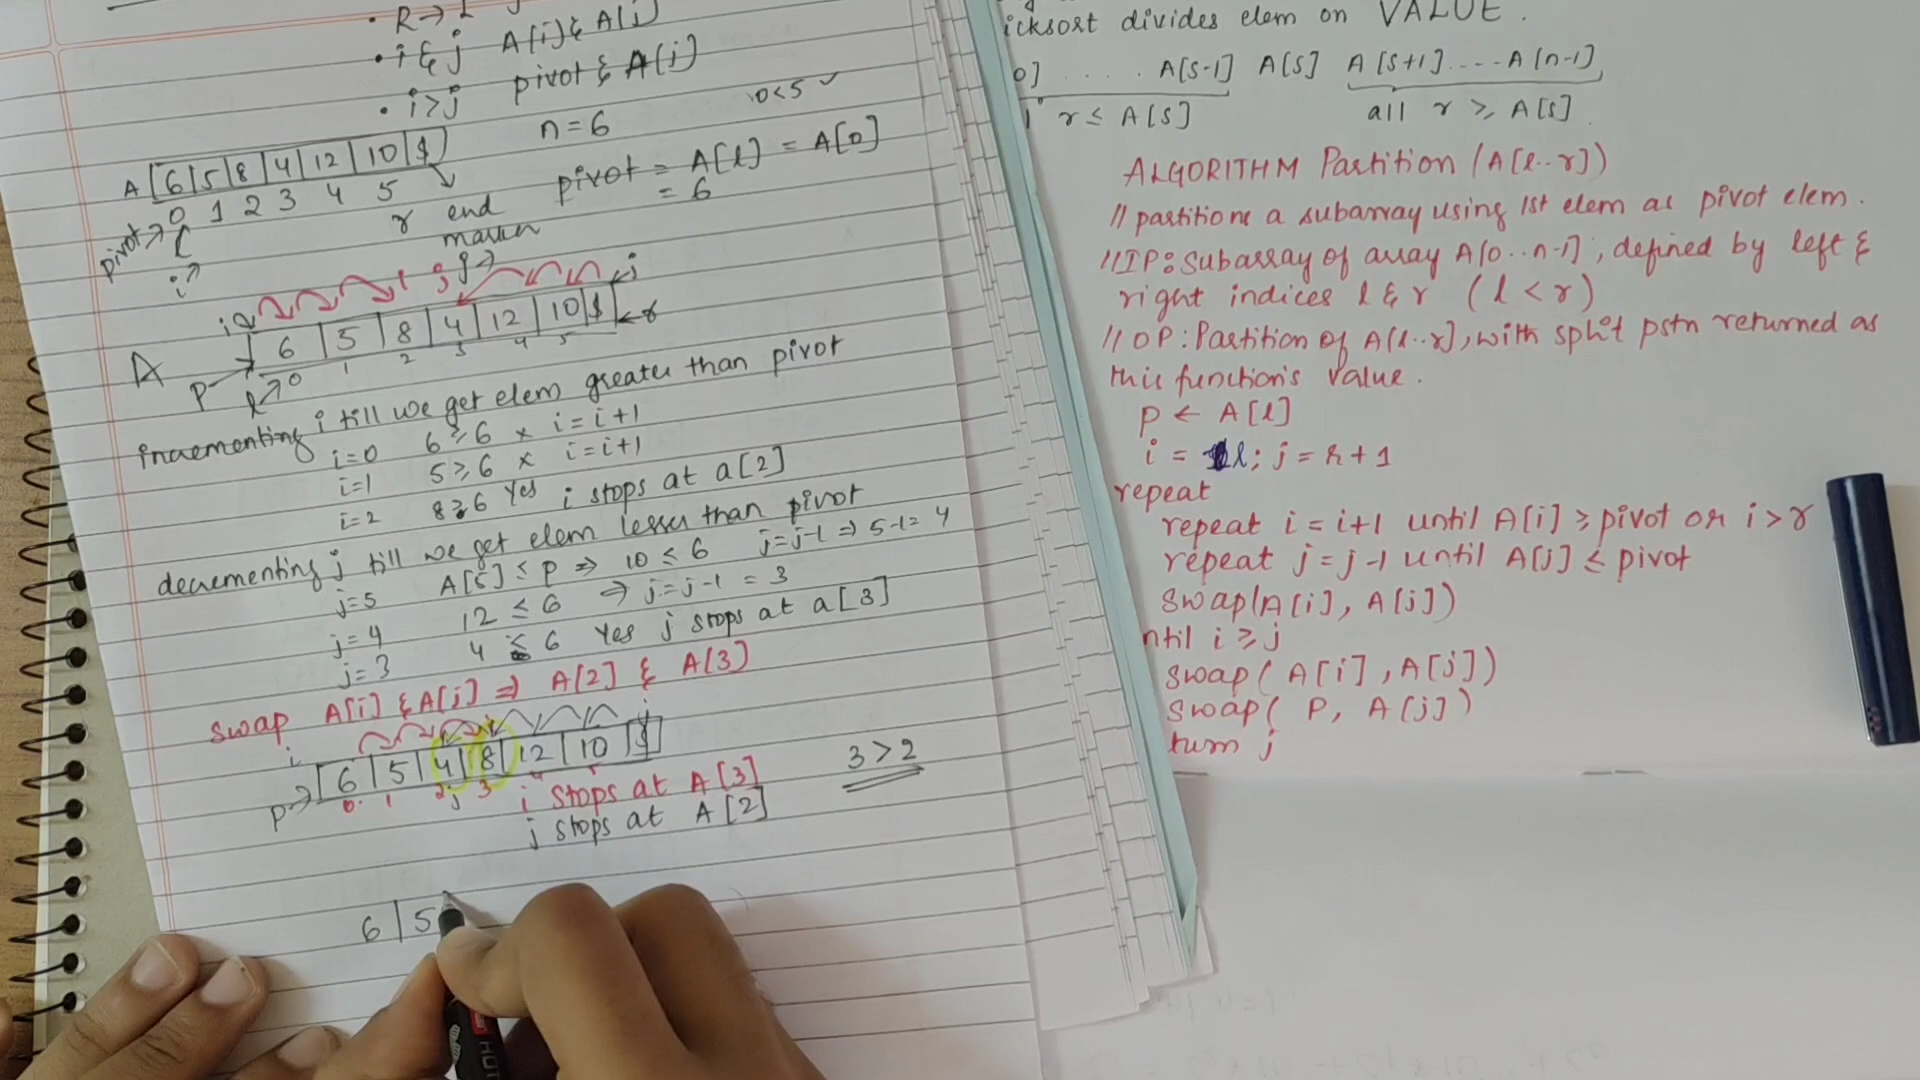 • R→L
• i & j A[i] & A[j]
• i>j pivot & A[j]
n=6 0<5 ✓
A [6|5|8|4|12|10|$]
0 1 2 3 4 5
pivot→ l r end
marker
i→
pivot = A[l] = A[0]
= 6
j→
i j
A 6 | 5 | 8 | 4 | 12 | 10 | $ ←r
P l→0 1 2 3 4 5
incrementing i till we get elem greater than pivot
i=0 6≥6 × i=i+1
i=1 5≥6 × i=i+1
i=2 8≥6 Yes i stops at a[2]
decrementing j till we get elem lesser than pivot
j=5 A[5]≤P ⇒ 10≤6 j=j-1 ⇒ 5-1=4
j=4 12≤6 ⇒ j=j-1=3
j=3 4≤6 Yes j stops at a[3]
swap A[i] & A[j] ⇒ A[2] & A[3]
i j
P→ [6|5|4|8|12|10|$]
0 1 2 j 3 4 5
i stops at A[3]
j stops at A[2]
3>2
6 | 5
icksort divides elem on VALUE.
0] . . . . A[s-1] A[s] A[s+1]....A[n-1]
r ≤ A[s] all r ≥ A[s].
ALGORITHM Partition (A[l..r])
// partitions a subarray using 1st elem as pivot elem.
//IP: Subarray of array A[0..n-1], defined by left &
right indices l & r (l<r)
// OP: Partition of A[l..r], with split pstn returned as
this function's value.
p ← A[l]
i = l; j = r+1
repeat
repeat i=i+1 until A[i] ≥ pivot or i>r
repeat j=j-1 until A[j] ≤ pivot
swap(A[i], A[j])
ntil i ≥ j
swap( A[i], A[j])
swap( P, A[j])
turn j